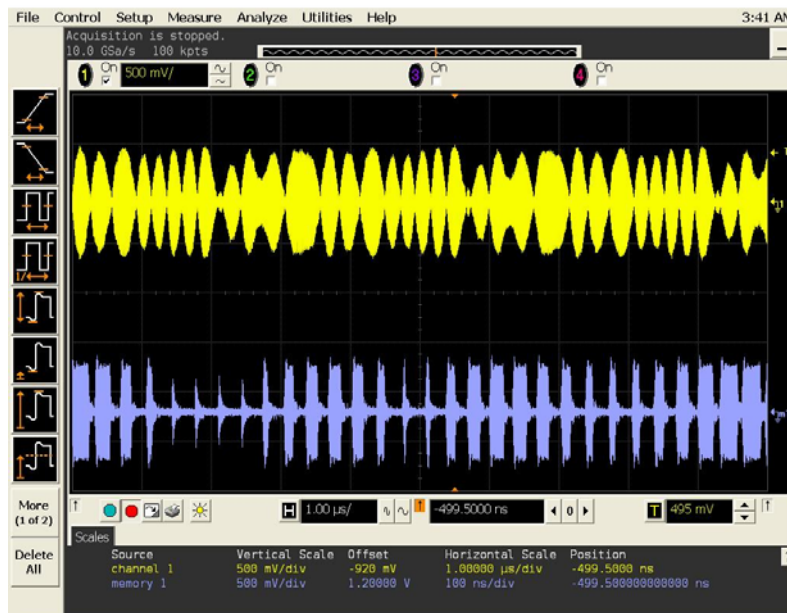 File Control Setup Measure Analyze Utilities Help 3:41 AM
Acquisition is stopped.
10.0 GSa/s 100 kpts
1 On 500 mV/ 2 On 3 On 4 On
More
(1 of 2)
Delete
All
H 1.00 µs/ -499.5000 ns 0 T 495 mV
Scales
Source Vertical Scale Offset Horizontal Scale Position
channel 1 500 mV/div -920 mV 1.00000 µs/div -499.5000 ns
memory 1 500 mV/div 1.20000 V 100 ns/div -499.500000000000 ns